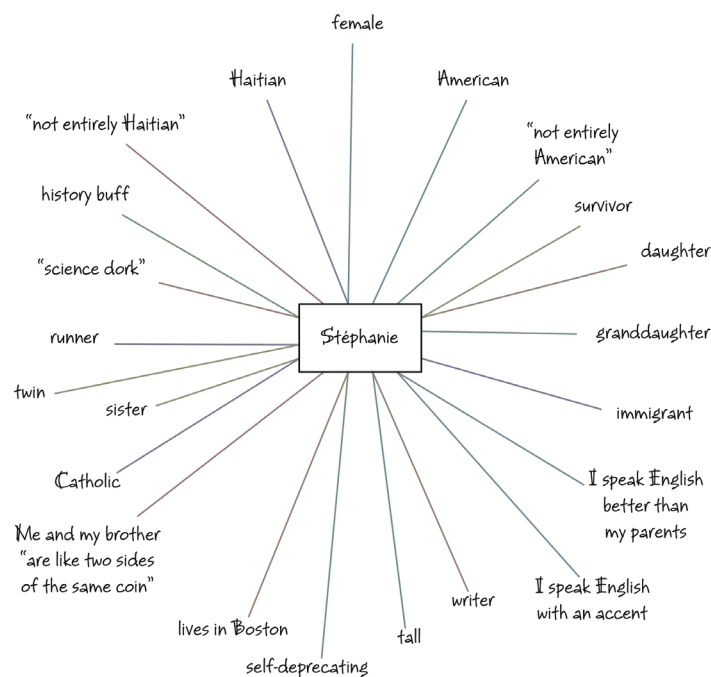 female
Haitian
American
“not entirely Haitian”
“not entirely
American”
history buff
survivor
“science dork”
daughter
runner
Stéphanie
granddaughter
twin
sister
immigrant
Catholic
I speak English
better than
my parents
Me and my brother
“are like two sides
of the same coin”
I speak English
with an accent
writer
lives in Boston
tall
self-deprecating